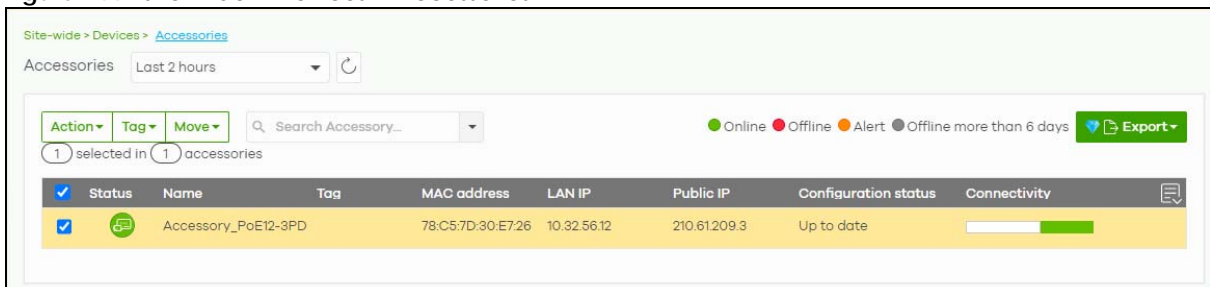 Site-wide > Devices > Accessories
Accessories Last 2 hours
Action Tag Move Search Accessory... Online Offline Alert Offline more than 6 days Export
1 selected in 1 accessories
Status Name Tag MAC address LAN IP Public IP Configuration status Connectivity
Accessory_PoE12-3PD 78:C5:7D:30:E7:26 10.32.56.12 210.61.209.3 Up to date